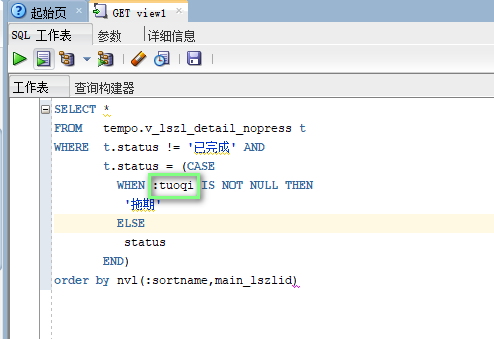 起始页 GET view1
SQL 工作表 参数 详细信息
工作表 查询构建器
SELECT *
FROM tempo.v_lszl_detail_nopress t
WHERE t.status != '已完成' AND
t.status = (CASE
WHEN :tuoqi IS NOT NULL THEN
'拖期'
ELSE
status
END)
order by nvl(:sortname,main_lszlid)